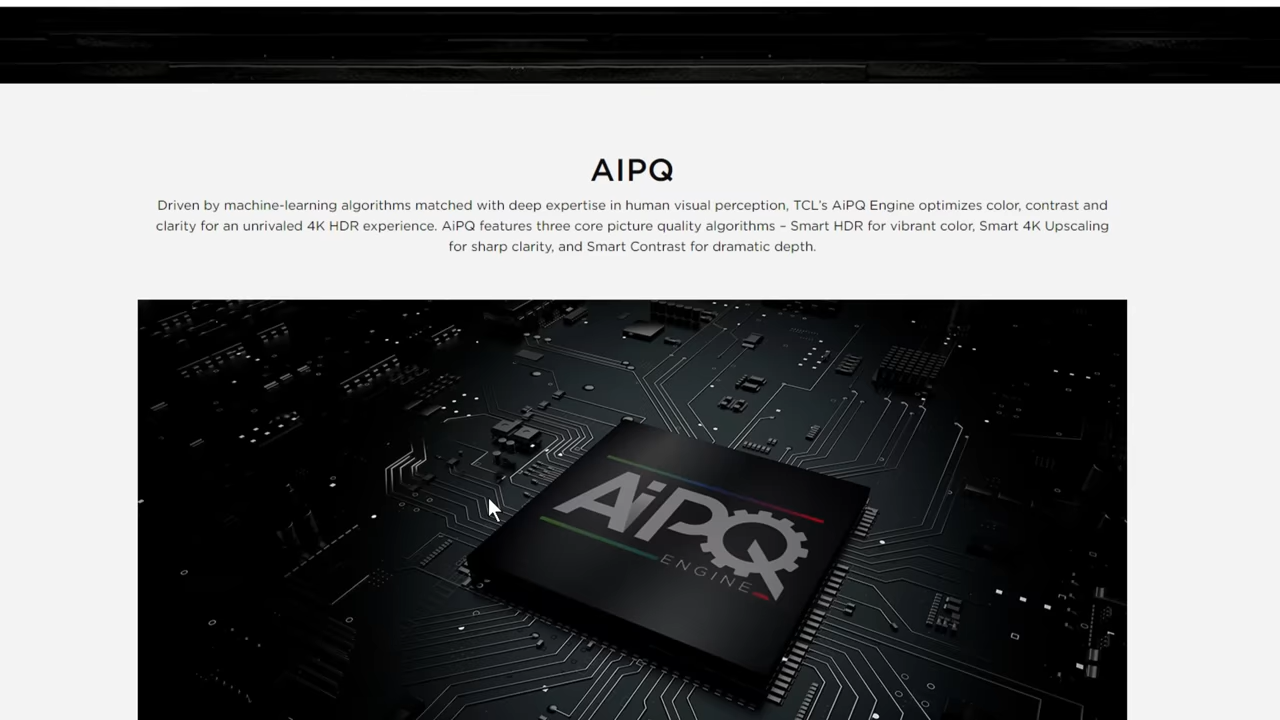 AIPQ
Driven by machine-learning algorithms matched with deep expertise in human visual perception, TCL's AiPQ Engine optimizes color, contrast and
clarity for an unrivaled 4K HDR experience. AiPQ features three core picture quality algorithms – Smart HDR for vibrant color, Smart 4K Upscaling
for sharp clarity, and Smart Contrast for dramatic depth.
AiPQ
ENGINE